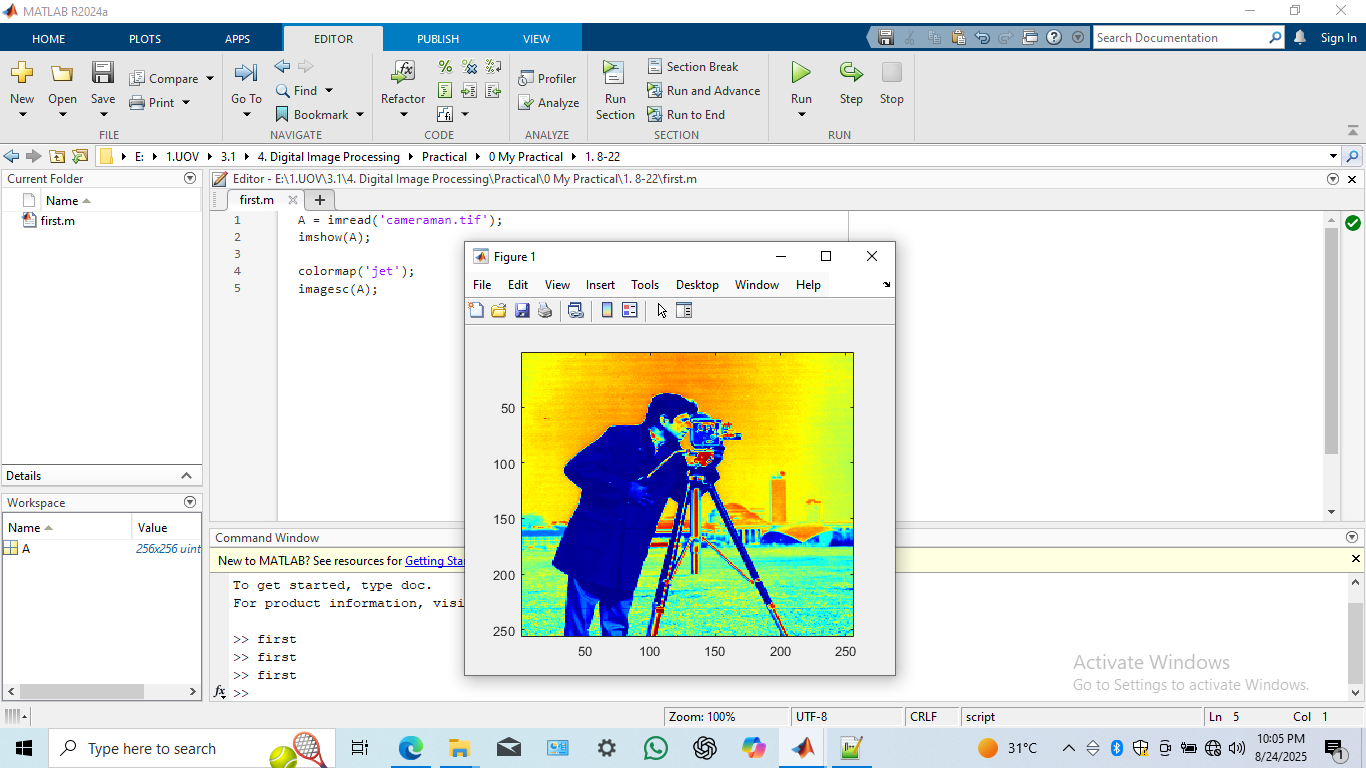 MATLAB R2024a
HOME PLOTS APPS EDITOR PUBLISH VIEW Search Documentation Sign In
New Open Save Compare Print Go To Find Bookmark Refactor Profiler Analyze Run Section Section Break Run and Advance Run to End Run Step Stop
FILE NAVIGATE CODE ANALYZE SECTION RUN
E: 1.UOV 3.1 4. Digital Image Processing Practical 0 My Practical 1. 8-22
Current Folder Editor - E:\1.UOV\3.1\4. Digital Image Processing\Practical\0 My Practical\1. 8-22\first.m
Name first.m
first.m
1 A = imread('cameraman.tif');
2 imshow(A);
3
4 colormap('jet');
5 imagesc(A);
Figure 1
File Edit View Insert Tools Desktop Window Help
50
100
150
200
250
50 100 150 200 250
Details
Workspace
Name Value
A 256x256 uint
Command Window
New to MATLAB? See resources for Getting Sta
To get started, type doc.
For product information, visi
>> first
>> first
>> first
fx >>
Activate Windows
Go to Settings to activate Windows.
Zoom: 100% UTF-8 CRLF script Ln 5 Col 1
Type here to search 31°C 10:05 PM
8/24/2025 1